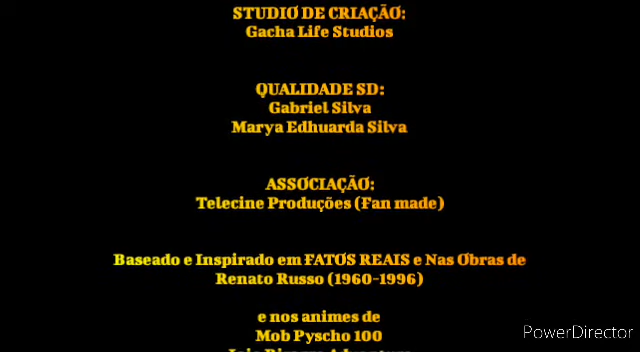 STUDIO DE CRIAÇÃO:
Gacha Life Studios
QUALIDADE SD:
Gabriel Silva
Marya Edhuarda Silva
ASSOCIAÇÃO:
Telecine Produções (Fan made)
Baseado e Inspirado em FATOS REAIS e Nas Obras de
Renato Russo (1960-1996)
e nos animes de
Mob Pyscho 100
PowerDirector